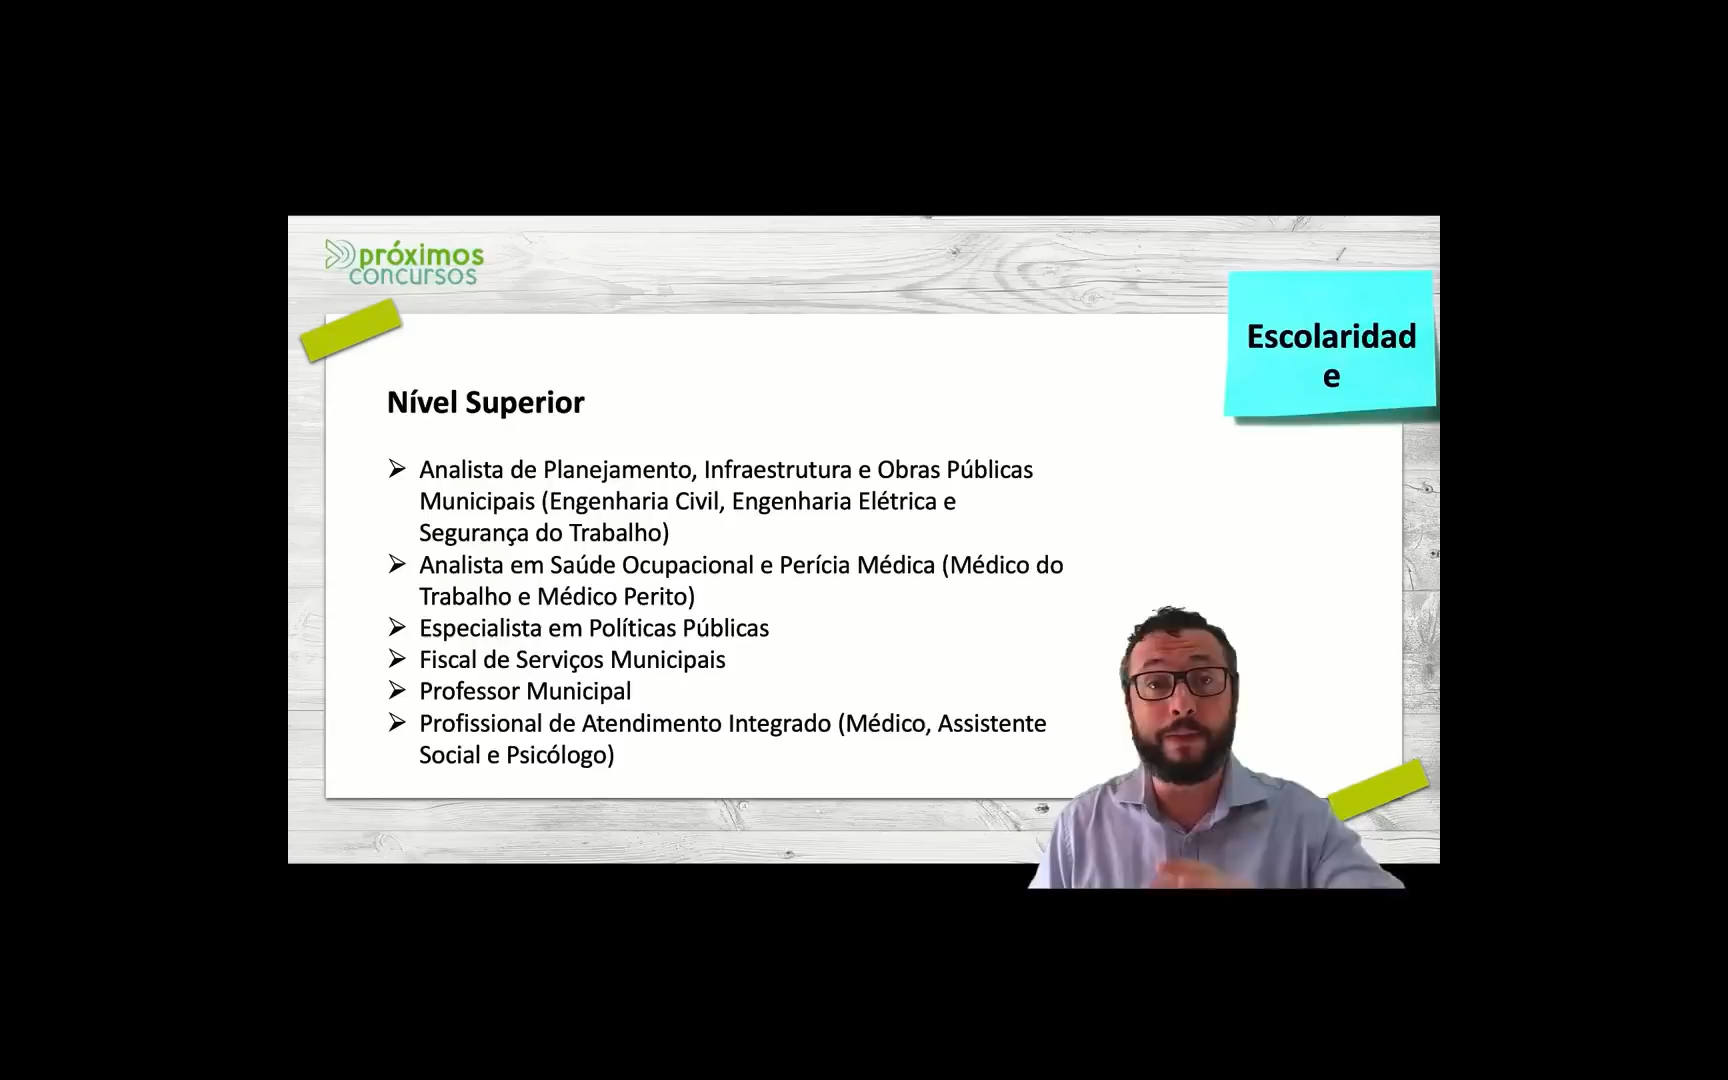 próximos
concursos
Escolaridad
e
Nível Superior
➢ Analista de Planejamento, Infraestrutura e Obras Públicas
Municipais (Engenharia Civil, Engenharia Elétrica e
Segurança do Trabalho)
➢ Analista em Saúde Ocupacional e Perícia Médica (Médico do
Trabalho e Médico Perito)
➢ Especialista em Políticas Públicas
➢ Fiscal de Serviços Municipais
➢ Professor Municipal
➢ Profissional de Atendimento Integrado (Médico, Assistente
Social e Psicólogo)